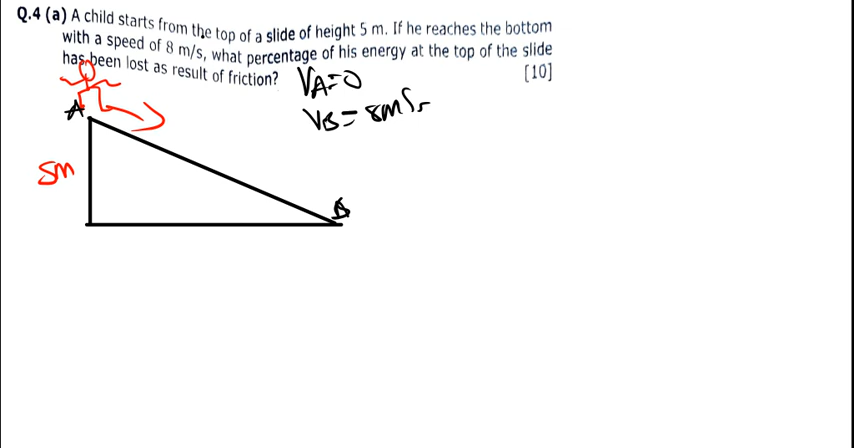 Q.4 (a) A child starts from the top of a slide of height 5 m. If he reaches the bottom
with a speed of 8 m/s, what percentage of his energy at the top of the slide
has been lost as result of friction?
[10]
VA=0
VB=8m/s
A
5m
B